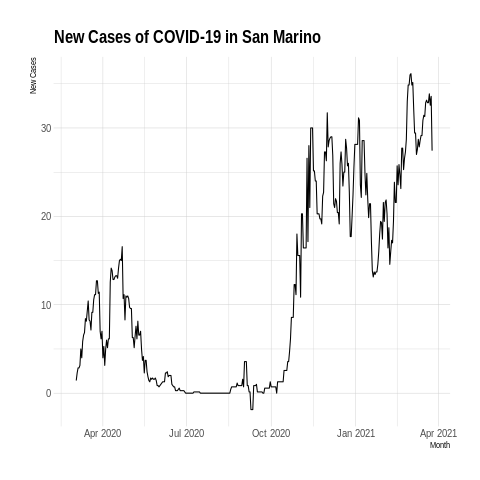 New Cases of COVID-19 in San Marino
New Cases
30
20
10
0
Apr 2020 Jul 2020 Oct 2020 Jan 2021 Apr 2021
Month